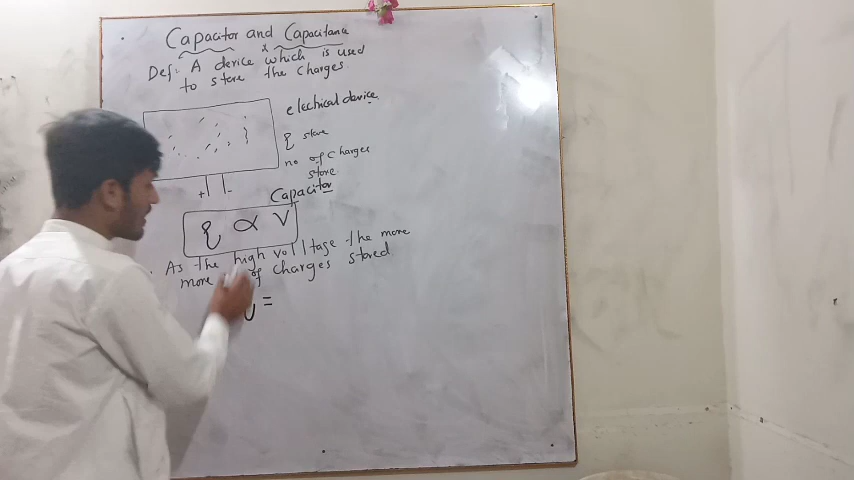 Capacitor and Capacitana
Def: A device which is used
to store the charges
electrical device
store
no of charges
store
+ -
Capacitor
∝ V
As the high voltage the more
more of charges stored
=